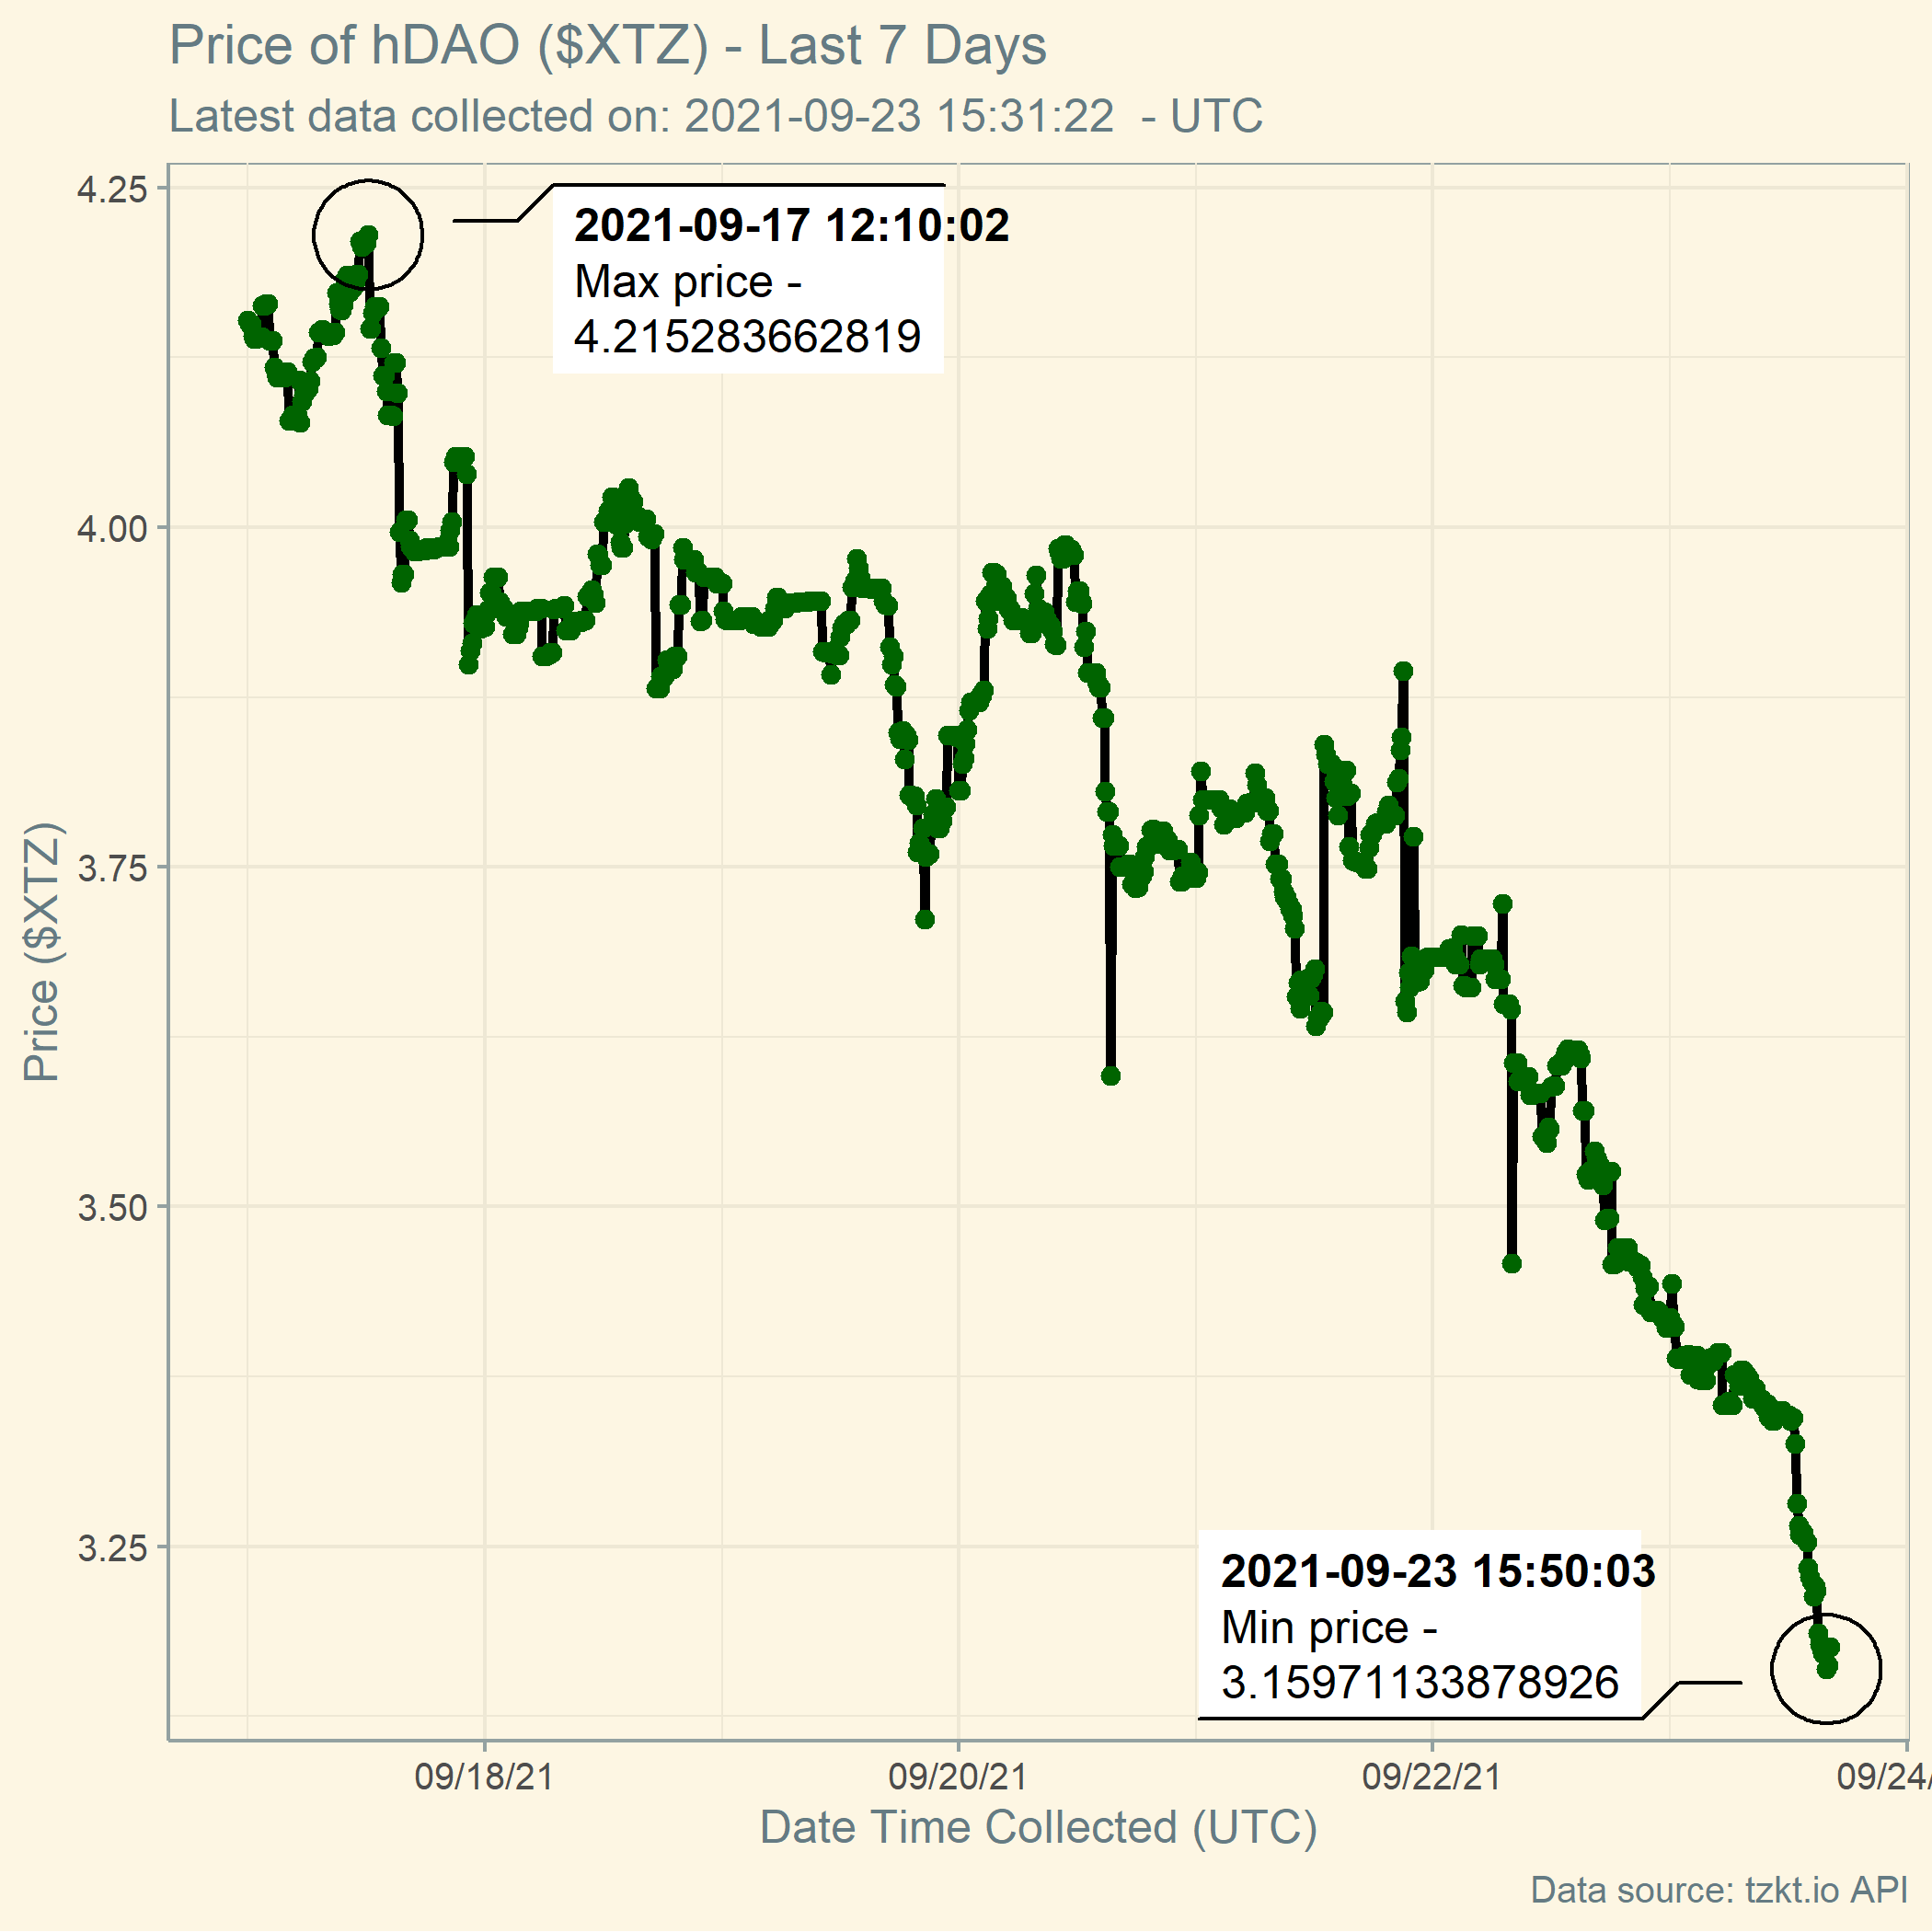 Price of hDAO ($XTZ) - Last 7 Days
Latest data collected on: 2021-09-23 15:31:22  - UTC
4.25
4.00
3.75
3.50
3.25
Price ($XTZ)
2021-09-17 12:10:02
Max price -
4.215283662819
2021-09-23 15:50:03
Min price -
3.15971133878926
09/18/21
09/20/21
09/22/21
09/24/
Date Time Collected (UTC)
Data source: tzkt.io API